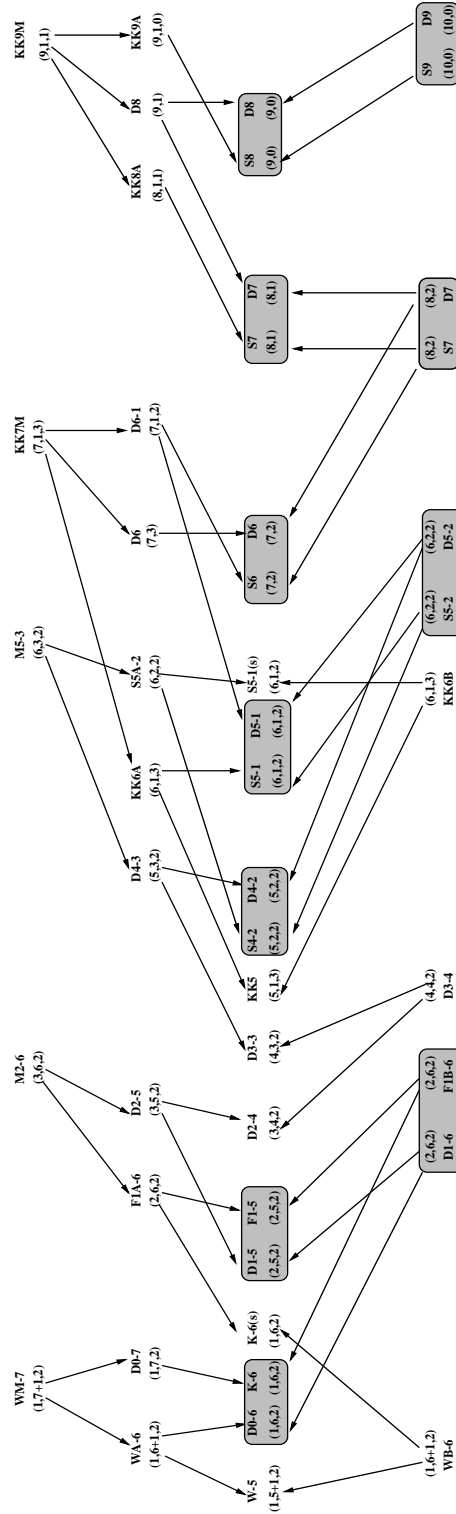 WM-7 M2-6 M5-3 KK7M KK9M
(1,7+1,2) (3,6,2) (6,3,2) (7,1,3) (9,1,1)
WA-6 D0-7 F1A-6 D2-5 D4-3 KK6A S5A-2 D6 D6-1 KK8A D8 KK9A
(1,6+1,2) (1,7,2) (2,6,2) (3,5,2) (5,3,2) (6,1,3) (6,2,2) (7,3) (7,1,2) (8,1,1) (9,1) (9,1,0)
W-5 D0-6 K-6 K-6(s) D1-5 F1-5 D2-4 D3-3 KK5 S4-2 D4-2 S5-1 D5-1 S5-1(s) S6 D6 S7 D7 S8 D8
(1,5+1,2) (1,6,2) (1,6,2) (1,6,2) (2,5,2) (2,5,2) (3,4,2) (4,3,2) (5,1,3) (5,2,2) (5,2,2) (6,1,2) (6,1,2) (6,1,2) (7,2) (7,2) (8,1) (8,1) (9,0) (9,0)
(1,6+1,2) (2,6,2) (2,6,2) (4,4,2) (6,1,3) (6,2,2) (6,2,2) (8,2) (8,2) S9 D9
WB-6 D1-6 F1B-6 D3-4 KK6B S5-2 D5-2 S7 D7 (10,0) (10,0)